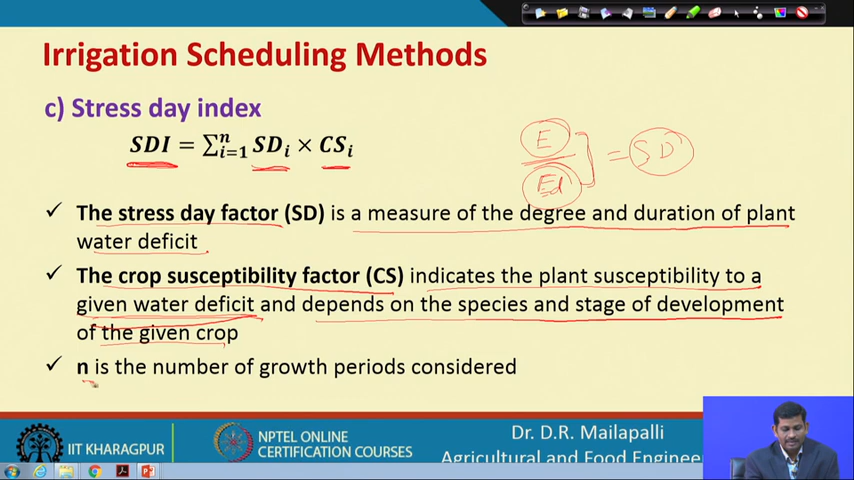 Irrigation Scheduling Methods
c) Stress day index
SDI = ∑ⁿᵢ₌₁ SDᵢ × CSᵢ
E
Ed
= SD
✓ The stress day factor (SD) is a measure of the degree and duration of plant
water deficit
✓ The crop susceptibility factor (CS) indicates the plant susceptibility to a
given water deficit and depends on the species and stage of development
of the given crop
✓ n is the number of growth periods considered
IIT KHARAGPUR
NPTEL ONLINE
CERTIFICATION COURSES
Dr. D.R. Mailapalli
Agricultural and Food Engineer